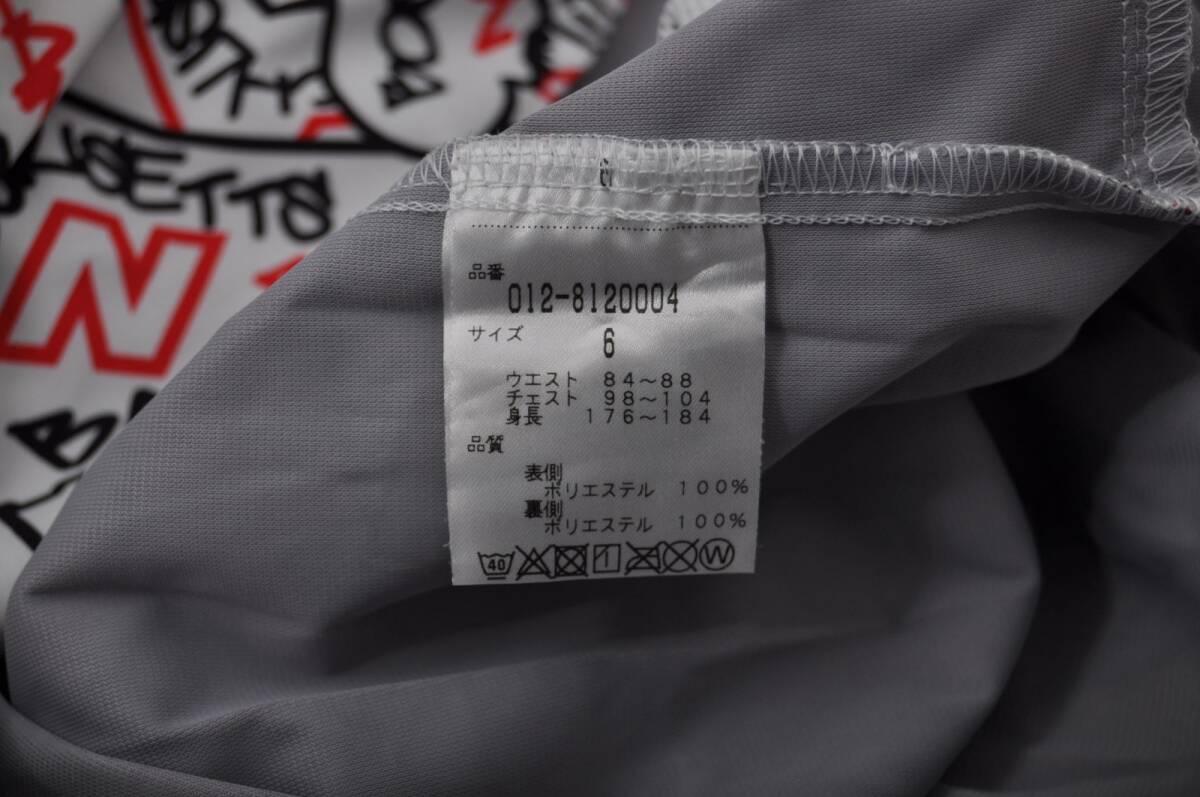 SETTS
N
N
6
品番
012-8120004
サイズ
6
ウエスト 84～88
チェスト 98～104
身長 176～184
品質
表側
ポリエステル 100%
裏側
ポリエステル 100%
40
W